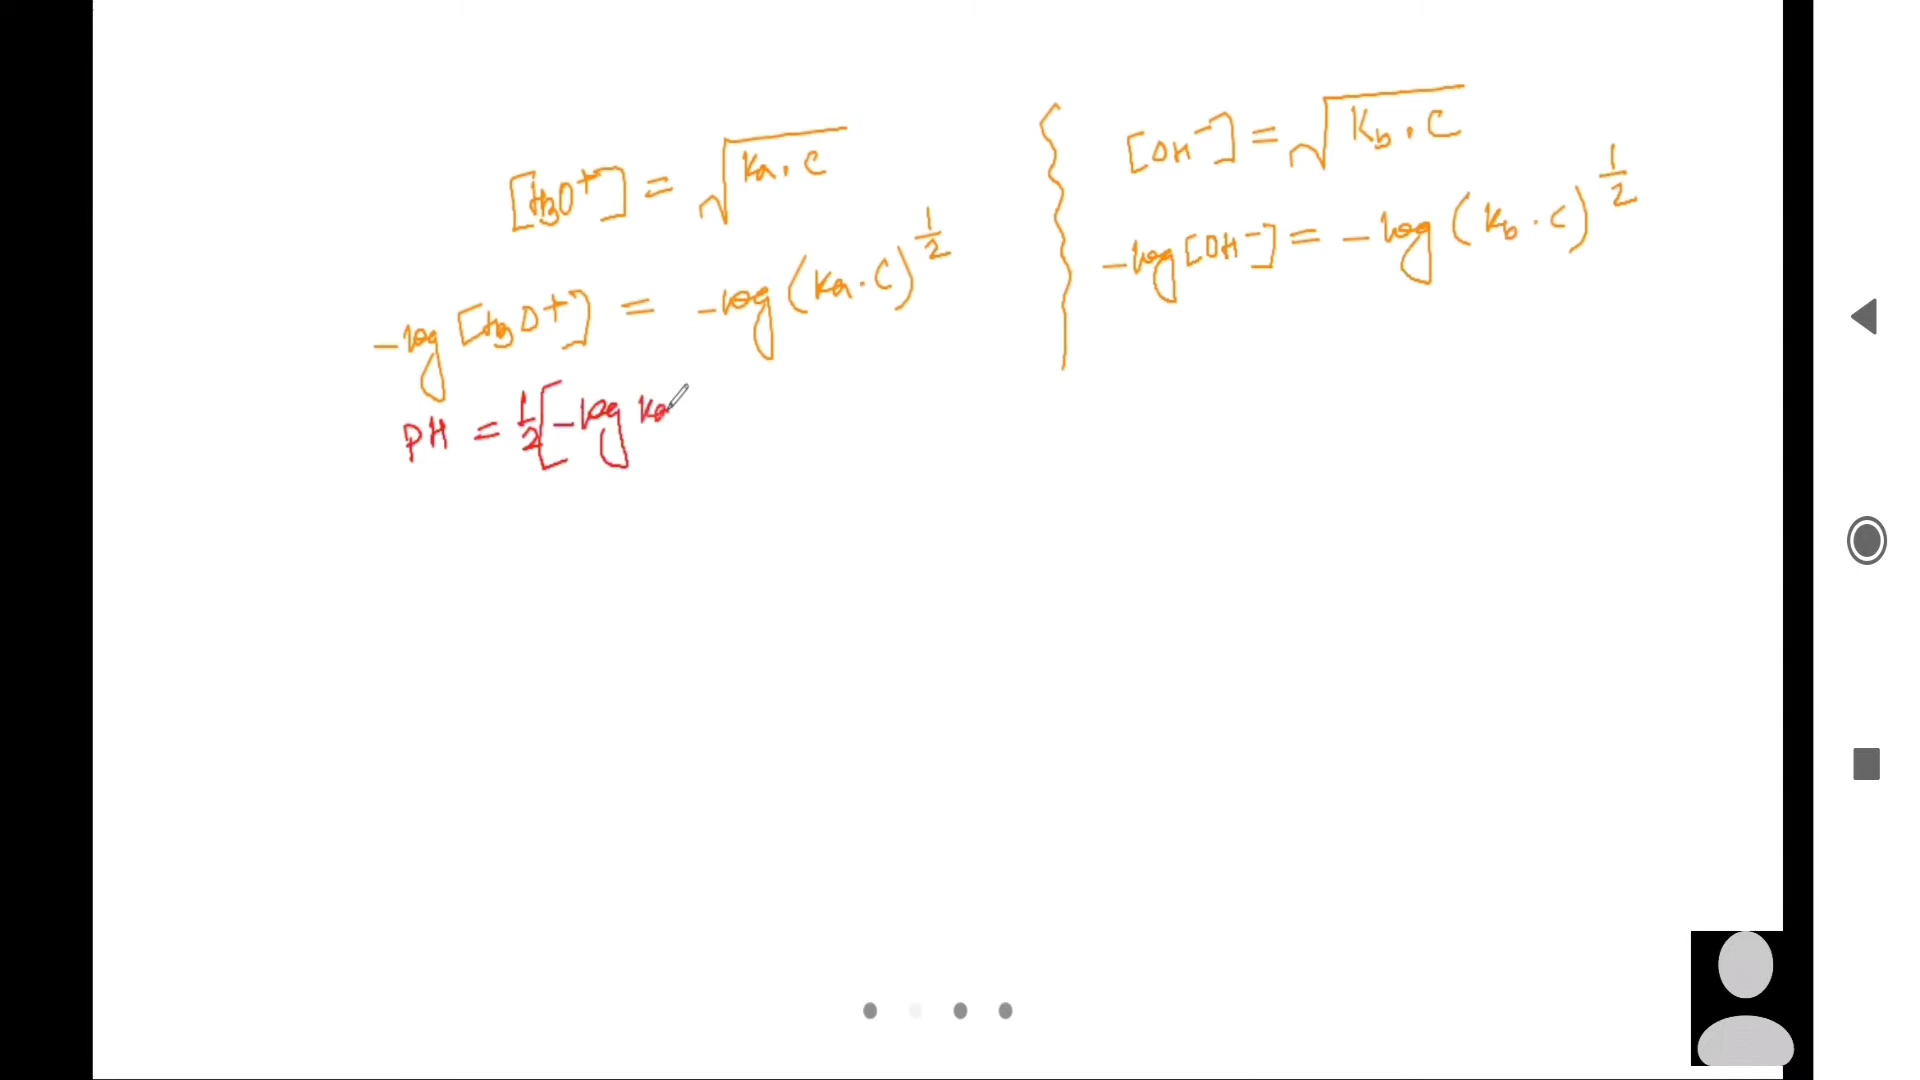 [H3O+] = √Ka.C
-log [H3O+] = -log (Ka.C)^1/2
PH = 1/2[-log Ka
[OH-] = √Kb.C
-log[OH-] = -log (Kb.C)^1/2